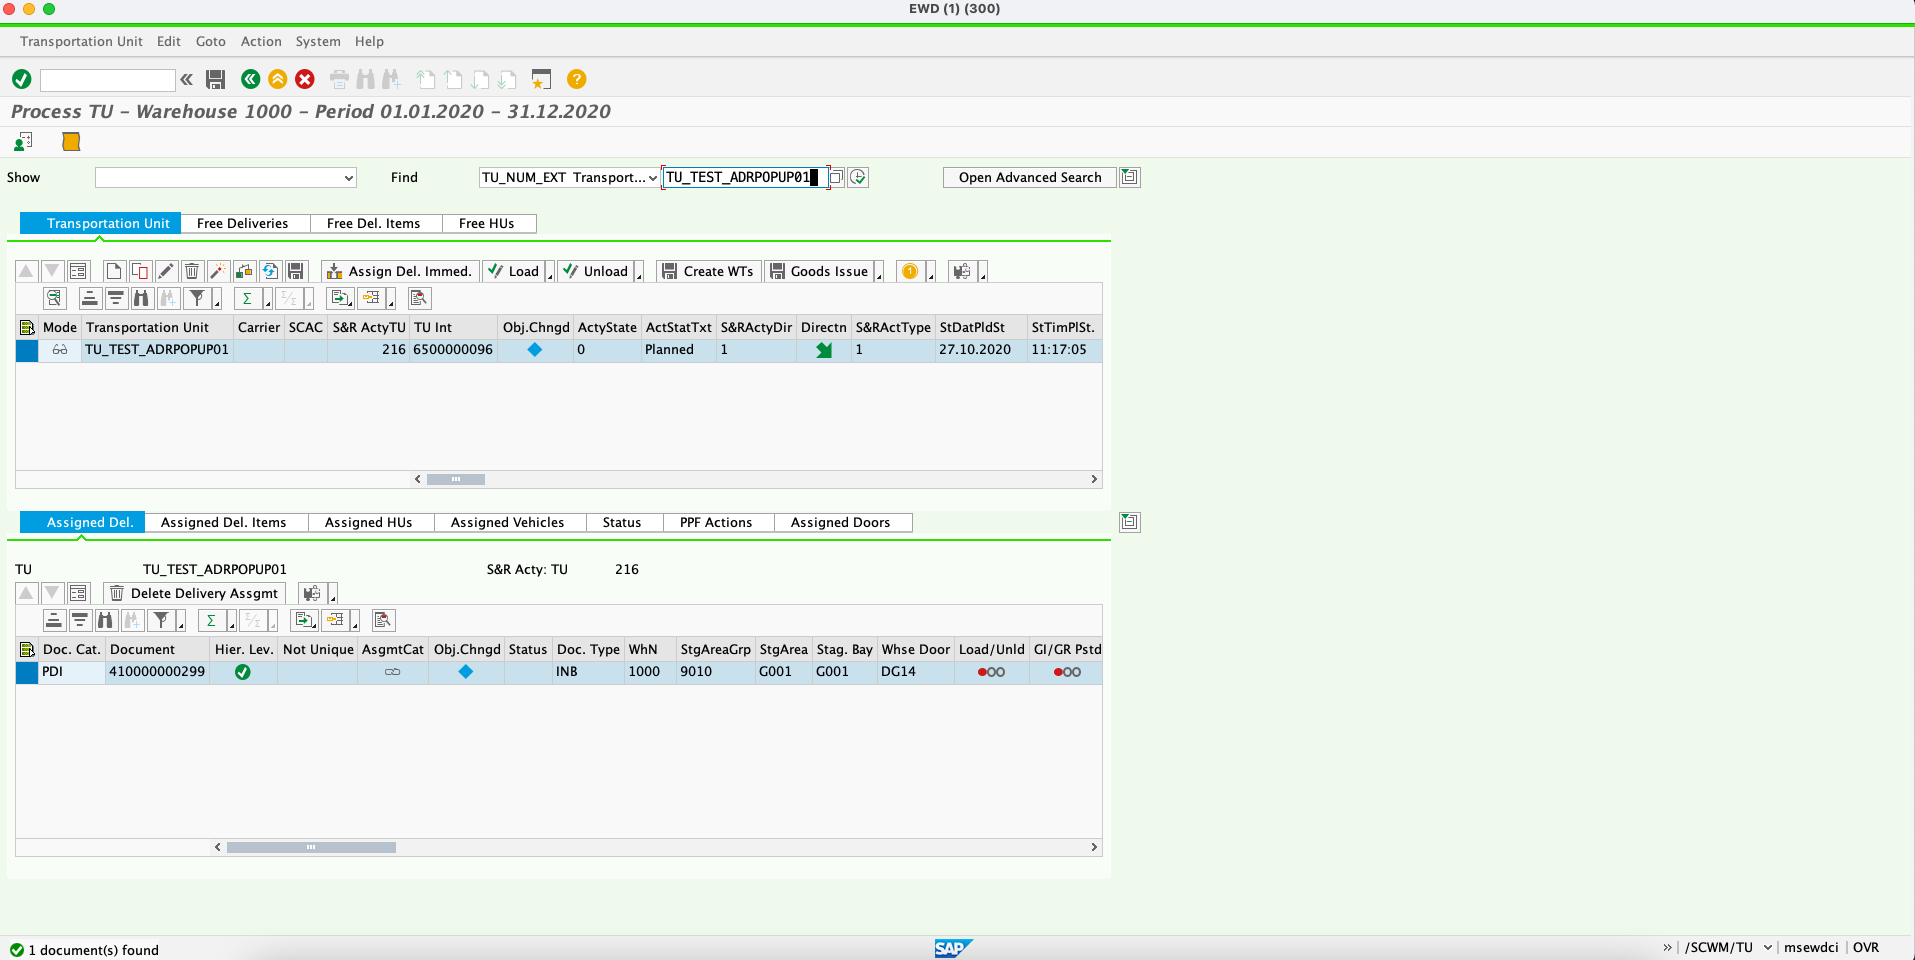 EWD (1) (300)
Transportation Unit Edit Goto Action System Help
Process TU – Warehouse 1000 – Period 01.01.2020 – 31.12.2020
Show Find TU_NUM_EXT Transport... TU_TEST_ADRPOPUP01 Open Advanced Search
Transportation Unit Free Deliveries Free Del. Items Free HUs
Assign Del. Immed. Load Unload Create WTs Goods Issue
Mode Transportation Unit Carrier SCAC S&R ActyTU TU Int Obj.Chngd ActyState ActStatTxt S&RActyDir Directn S&RActType StDatPldSt StTimPlSt.
TU_TEST_ADRPOPUP01 216 6500000096 0 Planned 1 1 27.10.2020 11:17:05
Assigned Del. Assigned Del. Items Assigned HUs Assigned Vehicles Status PPF Actions Assigned Doors
TU TU_TEST_ADRPOPUP01 S&R Acty: TU 216
Delete Delivery Assgmt
Doc. Cat. Document Hier. Lev. Not Unique AsgmtCat Obj.Chngd Status Doc. Type WhN StgAreaGrp StgArea Stag. Bay Whse Door Load/Unld GI/GR Pstd
PDI 410000000299 INB 1000 9010 G001 G001 DG14
1 document(s) found SAP /SCWM/TU msewdci OVR